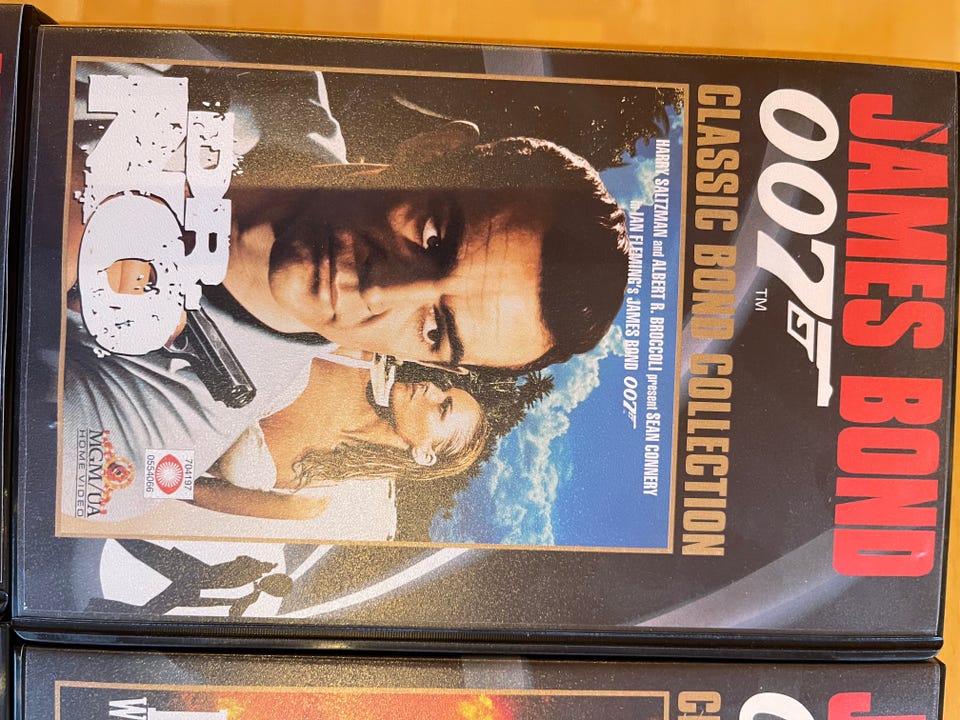 JAMES BOND
007 TM
CLASSIC BOND COLLECTION
HARRY SALTZMAN and ALBERT R. BROCCOLI present SEAN CONNERY
in IAN FLEMING'S JAMES BOND 007
DR.
NO
704197
0554066
MGM/UA
HOME VIDEO